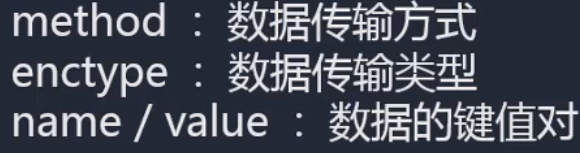 method : 数据传输方式
enctype : 数据传输类型
name / value : 数据的键值对